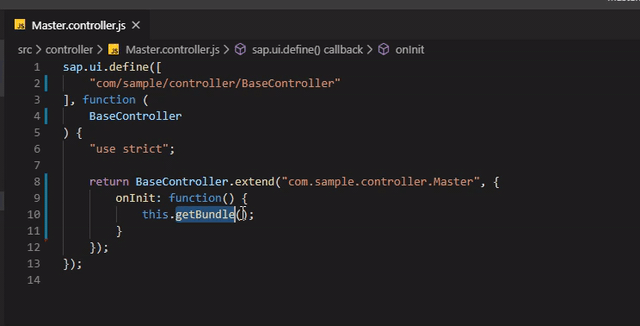 Master.
JS Master.controller.js ×
src > controller > JS Master.controller.js > sap.ui.define() callback > onInit
1 sap.ui.define([
2 "com/sample/controller/BaseController"
3 ], function (
4 BaseController
5 ) {
6 "use strict";
7
8 return BaseController.extend("com.sample.controller.Master", {
9 onInit: function() {
10 this.getBundle();
11 }
12 });
13 });
14